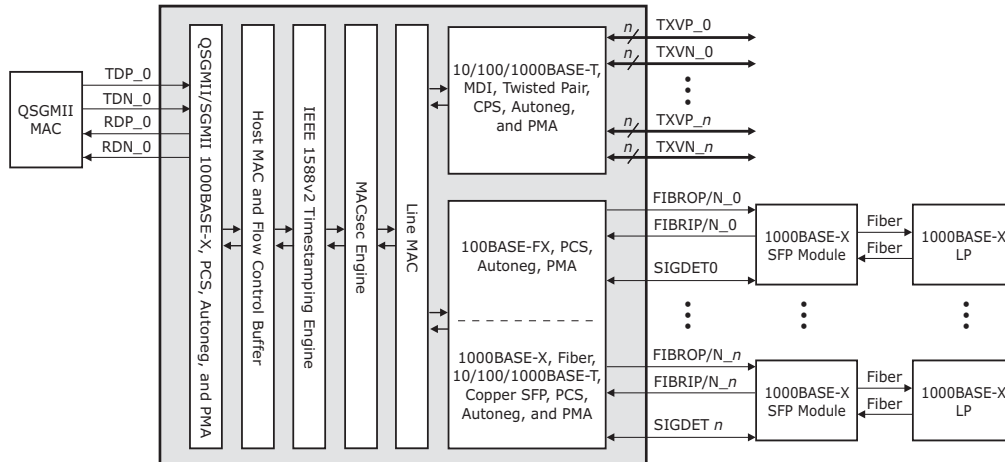 QSGMII
MAC
TDP_0
TDN_0
RDP_0
RDN_0
QSGMII/SGMII 1000BASE-X, PCS, Autoneg, and PMA
Host MAC and Flow Control Buffer
IEEE 1588v2 Timestamping Engine
MACsec Engine
Line MAC
10/100/1000BASE-T,
MDI, Twisted Pair,
CPS, Autoneg,
and PMA
n TXVP_0
n TXVN_0
n TXVP_n
n TXVN_n
100BASE-FX, PCS,
Autoneg, PMA
1000BASE-X, Fiber,
10/100/1000BASE-T,
Copper SFP, PCS,
Autoneg, and PMA
FIBROP/N_0
FIBRIP/N_0
SIGDET0
1000BASE-X
SFP Module
Fiber
Fiber
1000BASE-X
LP
FIBROP/N_n
FIBRIP/N_n
SIGDET n
1000BASE-X
SFP Module
Fiber
Fiber
1000BASE-X
LP